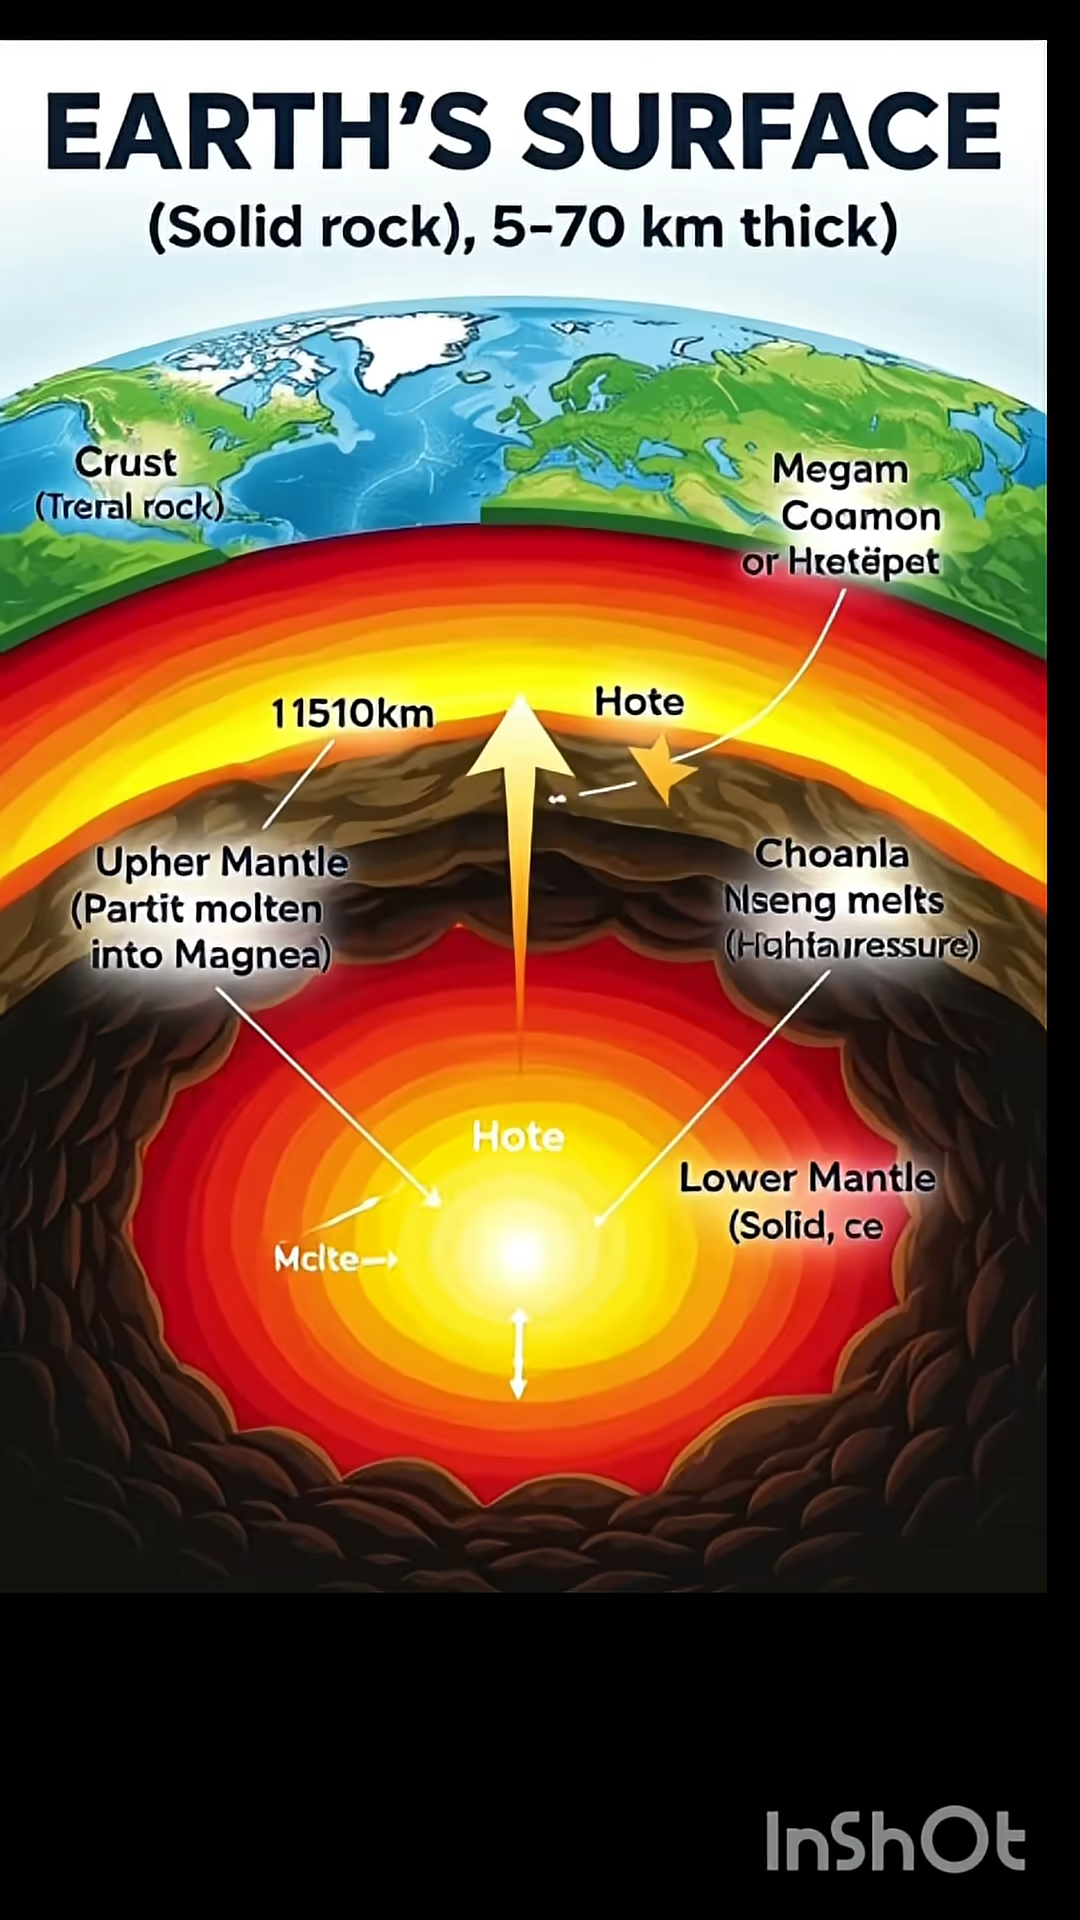 EARTH'S SURFACE
(Solid rock), 5-70 km thick)
Crust
(Treral rock)
Megam
Coamon
or Hretëpet
11510km
Hote
Upher Mantle
(Partit molten
into Magnea)
Choanla
Nseng melts
Hote
Lower Mantle
(Solid, ce
Mclte
InShOt